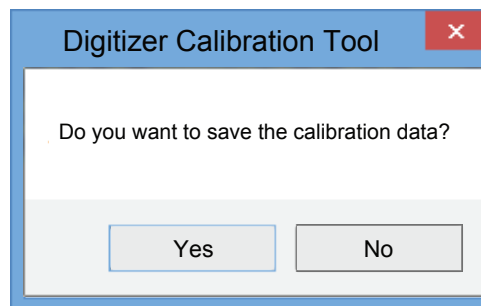 Digitizer Calibration Tool
Do you want to save the calibration data?
Yes
No